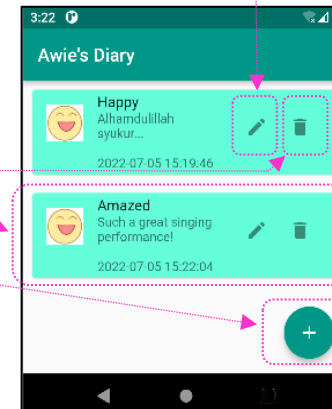 3:22
Awie's Diary
Happy
Alhamdulillah
syukur...
2022-07-05 15:19:46
Amazed
Such a great singing
performance!
2022-07-05 15:22:04